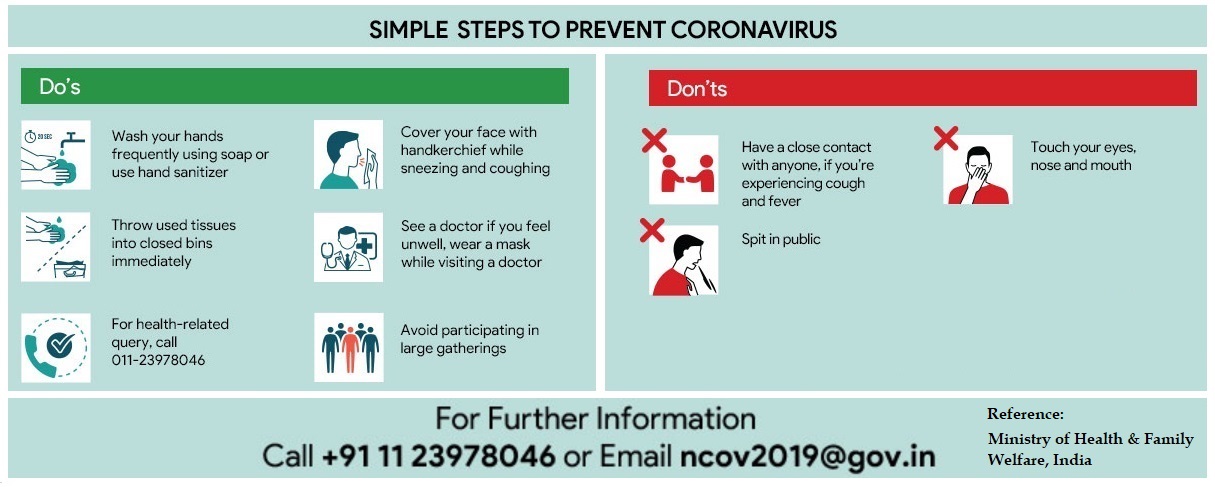 SIMPLE STEPS TO PREVENT CORONAVIRUS
Do's
20 SEC
Wash your hands
frequently using soap or
use hand sanitizer
Cover your face with
handkerchief while
sneezing and coughing
Throw used tissues
into closed bins
immediately
See a doctor if you feel
unwell, wear a mask
while visiting a doctor
For health-related
query, call
011-23978046
Avoid participating in
large gatherings
Don'ts
Have a close contact
with anyone, if you're
experiencing cough
and fever
Touch your eyes,
nose and mouth
Spit in public
For Further Information
Call +91 11 23978046 or Email ncov2019@gov.in
Reference:
Ministry of Health & Family
Welfare, India